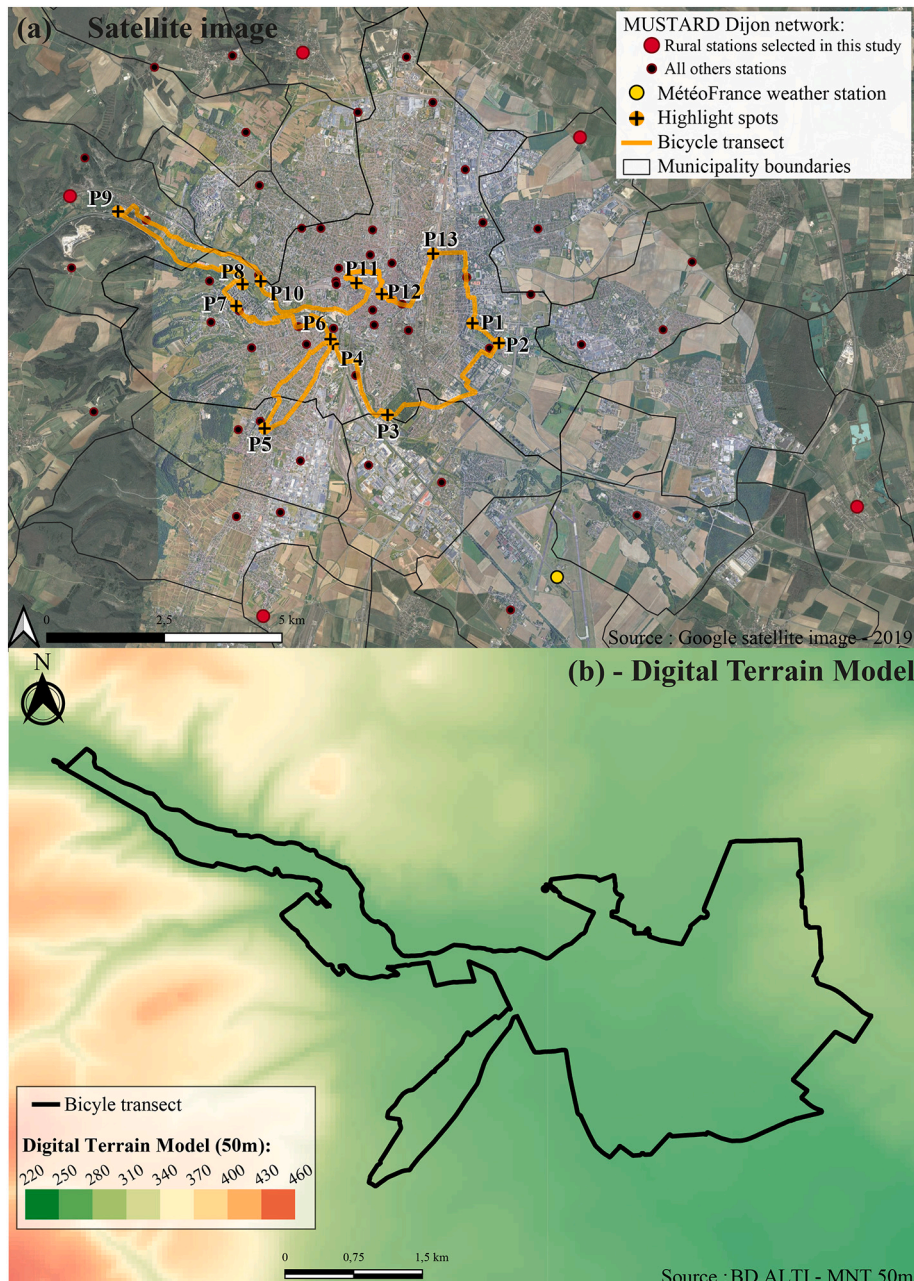 (a) Satellite image
MUSTARD Dijon network:
Rural stations selected in this study
All others stations
MétéoFrance weather station
Highlight spots
Bicycle transect
Municipality boundaries
P9
P13
P8
P11
P10
P12
P7
P6
P1
P2
P4
P3
P5
0 2,5 5 km
Source : Google satellite image - 2019
N
(b) - Digital Terrain Model
Bicyle transect
Digital Terrain Model (50m):
220 250 280 310 340 370 400 430 460
0 0,75 1,5 km
Source : BD ALTI - MNT 50m